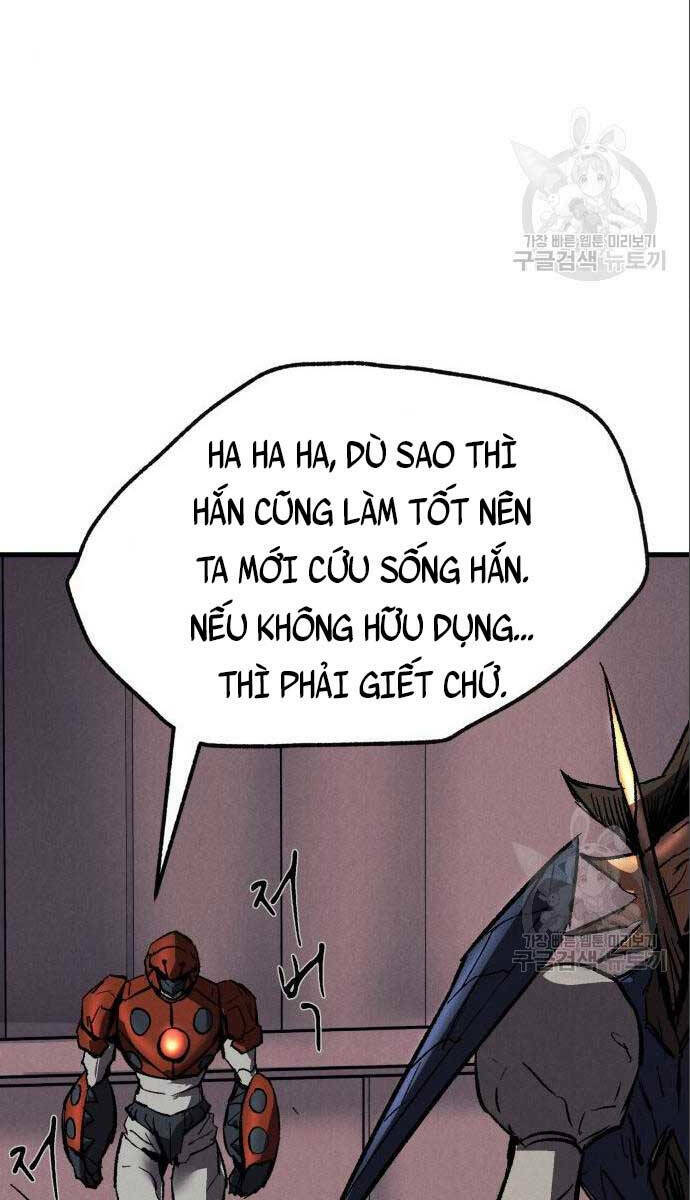 가장 빠른 웹툰 미리보기
구글검색 뉴토끼
HA HA HA, DÙ SAO THÌ
HẮN CŨNG LÀM TỐT NÊN
TA MỚI CỨU SỐNG HẮN.
NẾU KHÔNG HỮU DỤNG...
THÌ PHẢI GIẾT CHỨ.
저
벅
가장 빠른 웹툰 미리보기
구글검색 뉴토끼
저